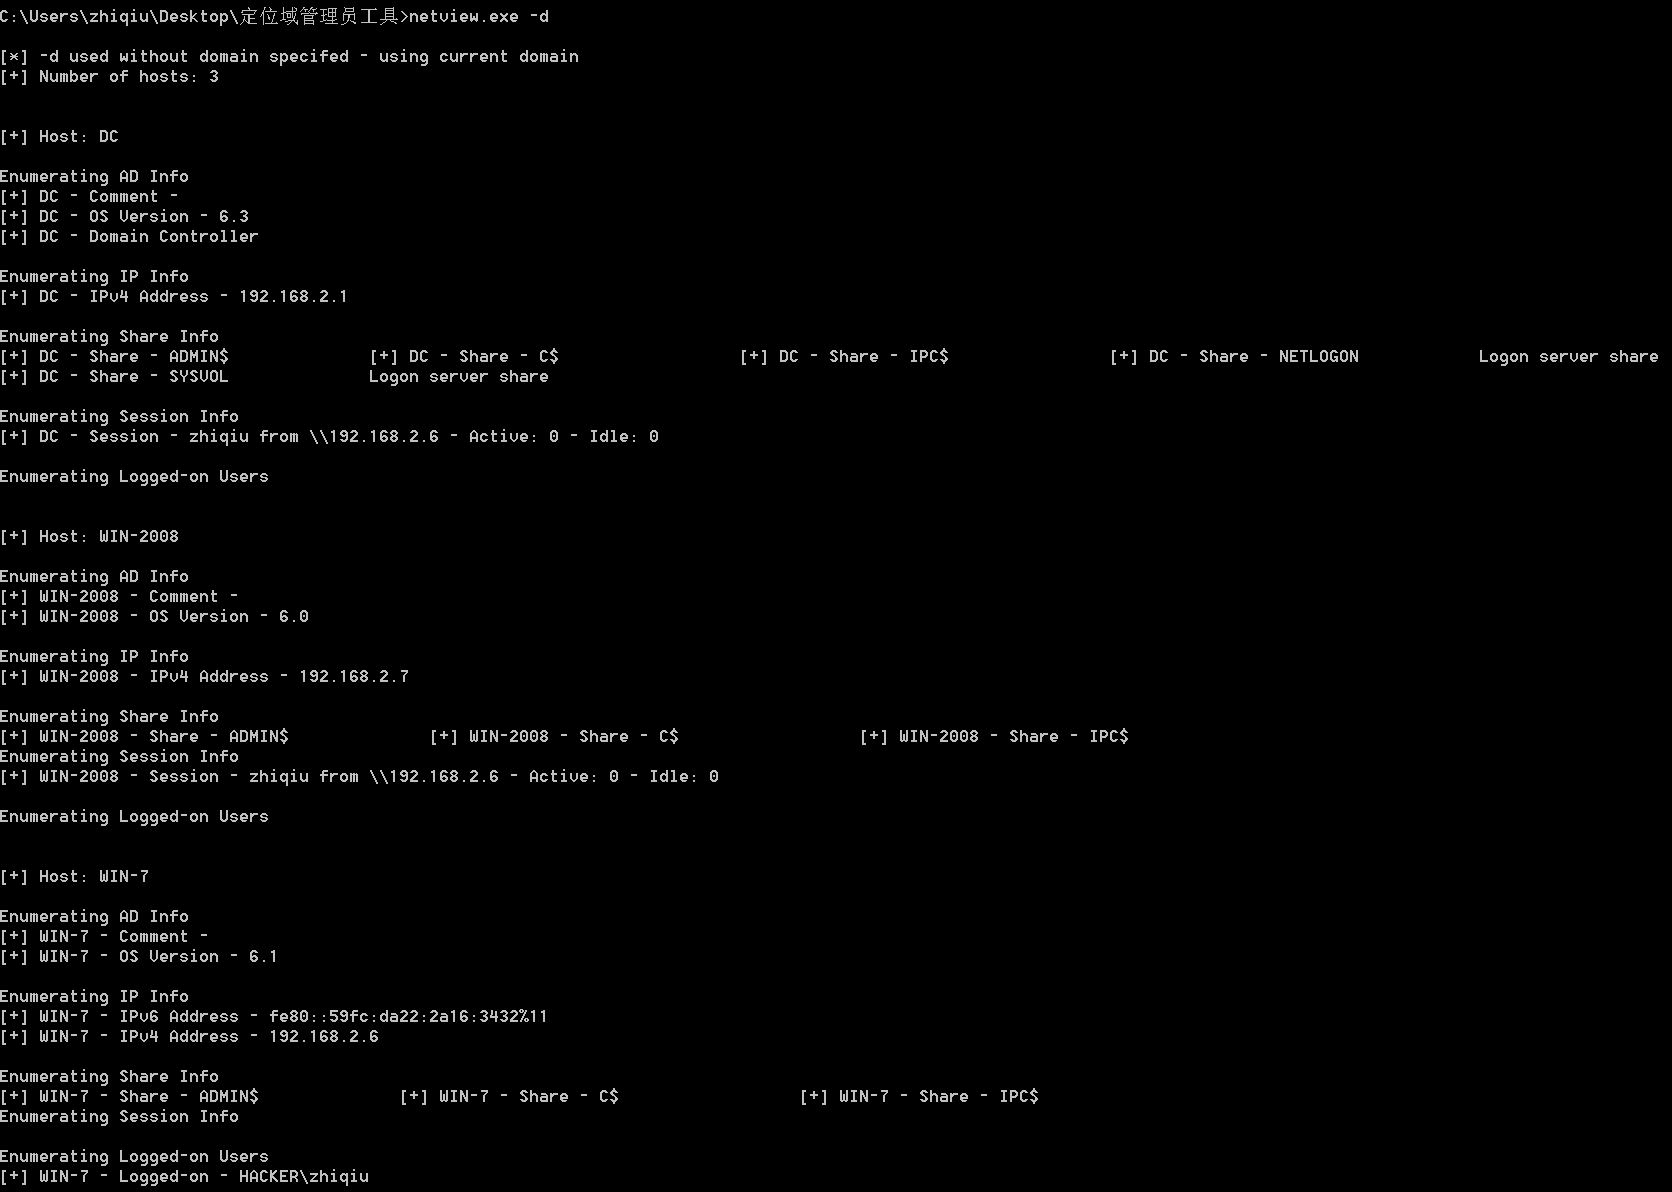 C:\Users\zhiqiu\Desktop\定位域管理员工具>netview.exe -d
[*] -d used without domain specifed - using current domain
[+] Number of hosts: 3
[+] Host: DC
Enumerating AD Info
[+] DC - Comment -
[+] DC - OS Version - 6.3
[+] DC - Domain Controller
Enumerating IP Info
[+] DC - IPv4 Address - 192.168.2.1
Enumerating Share Info
[+] DC - Share - ADMIN$ [+] DC - Share - C$ [+] DC - Share - IPC$ [+] DC - Share - NETLOGON Logon server share
[+] DC - Share - SYSVOL Logon server share
Enumerating Session Info
[+] DC - Session - zhiqiu from \\192.168.2.6 - Active: 0 - Idle: 0
Enumerating Logged-on Users
[+] Host: WIN-2008
Enumerating AD Info
[+] WIN-2008 - Comment -
[+] WIN-2008 - OS Version - 6.0
Enumerating IP Info
[+] WIN-2008 - IPv4 Address - 192.168.2.7
Enumerating Share Info
[+] WIN-2008 - Share - ADMIN$ [+] WIN-2008 - Share - C$ [+] WIN-2008 - Share - IPC$
Enumerating Session Info
[+] WIN-2008 - Session - zhiqiu from \\192.168.2.6 - Active: 0 - Idle: 0
Enumerating Logged-on Users
[+] Host: WIN-7
Enumerating AD Info
[+] WIN-7 - Comment -
[+] WIN-7 - OS Version - 6.1
Enumerating IP Info
[+] WIN-7 - IPv6 Address - fe80::59fc:da22:2a16:3432%11
[+] WIN-7 - IPv4 Address - 192.168.2.6
Enumerating Share Info
[+] WIN-7 - Share - ADMIN$ [+] WIN-7 - Share - C$ [+] WIN-7 - Share - IPC$
Enumerating Session Info
Enumerating Logged-on Users
[+] WIN-7 - Logged-on - HACKER\zhiqiu